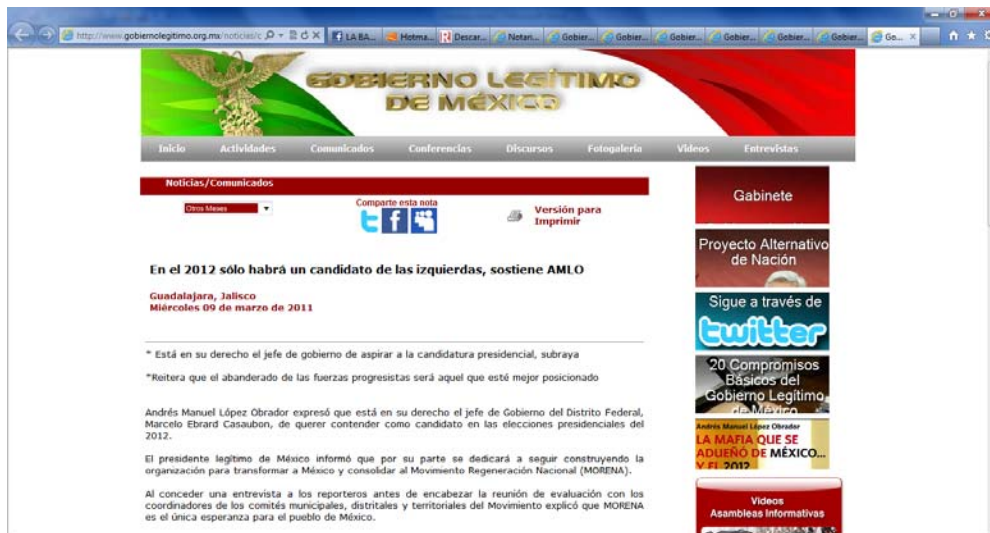 http://www.gobiernolegitimo.org.mx/noticias/c
LA BA...
Hotma...
Descar...
Notari...
Gobier...
Gobier...
Gobier...
Gobier...
Gobier...
Gobier...
Go...
GOBIERNO LEGÍTIMO
DE MÉXICO
Inicio Actividades Comunicados Conferencias Discursos Fotogalería Videos Entrevistas
Noticias/Comunicados
Otros Meses
Comparte esta nota
Versión para
Imprimir
En el 2012 sólo habrá un candidato de las izquierdas, sostiene AMLO
Guadalajara, Jalisco
Miércoles 09 de marzo de 2011
* Está en su derecho el jefe de gobierno de aspirar a la candidatura presidencial, subraya
*Reitera que el abanderado de las fuerzas progresistas será aquel que esté mejor posicionado
Andrés Manuel López Obrador expresó que está en su derecho el jefe de Gobierno del Distrito Federal,
Marcelo Ebrard Casaubon, de querer contender como candidato en las elecciones presidenciales del
2012.
El presidente legítimo de México informó que por su parte se dedicará a seguir construyendo la
organización para transformar a México y consolidar al Movimiento Regeneración Nacional (MORENA).
Al conceder una entrevista a los reporteros antes de encabezar la reunión de evaluación con los
coordinadores de los comités municipales, distritales y territoriales del Movimiento explicó que MORENA
es el única esperanza para el pueblo de México.
Gabinete
Proyecto Alternativo
de Nación
Sigue a través de
twitter
20 Compromisos
Básicos del
Gobierno Legítimo
de México
Andrés Manuel López Obrador
LA MAFIA QUE SE
ADUEÑÓ DE MÉXICO...
Y EL 2012
Videos
Asambleas Informativas